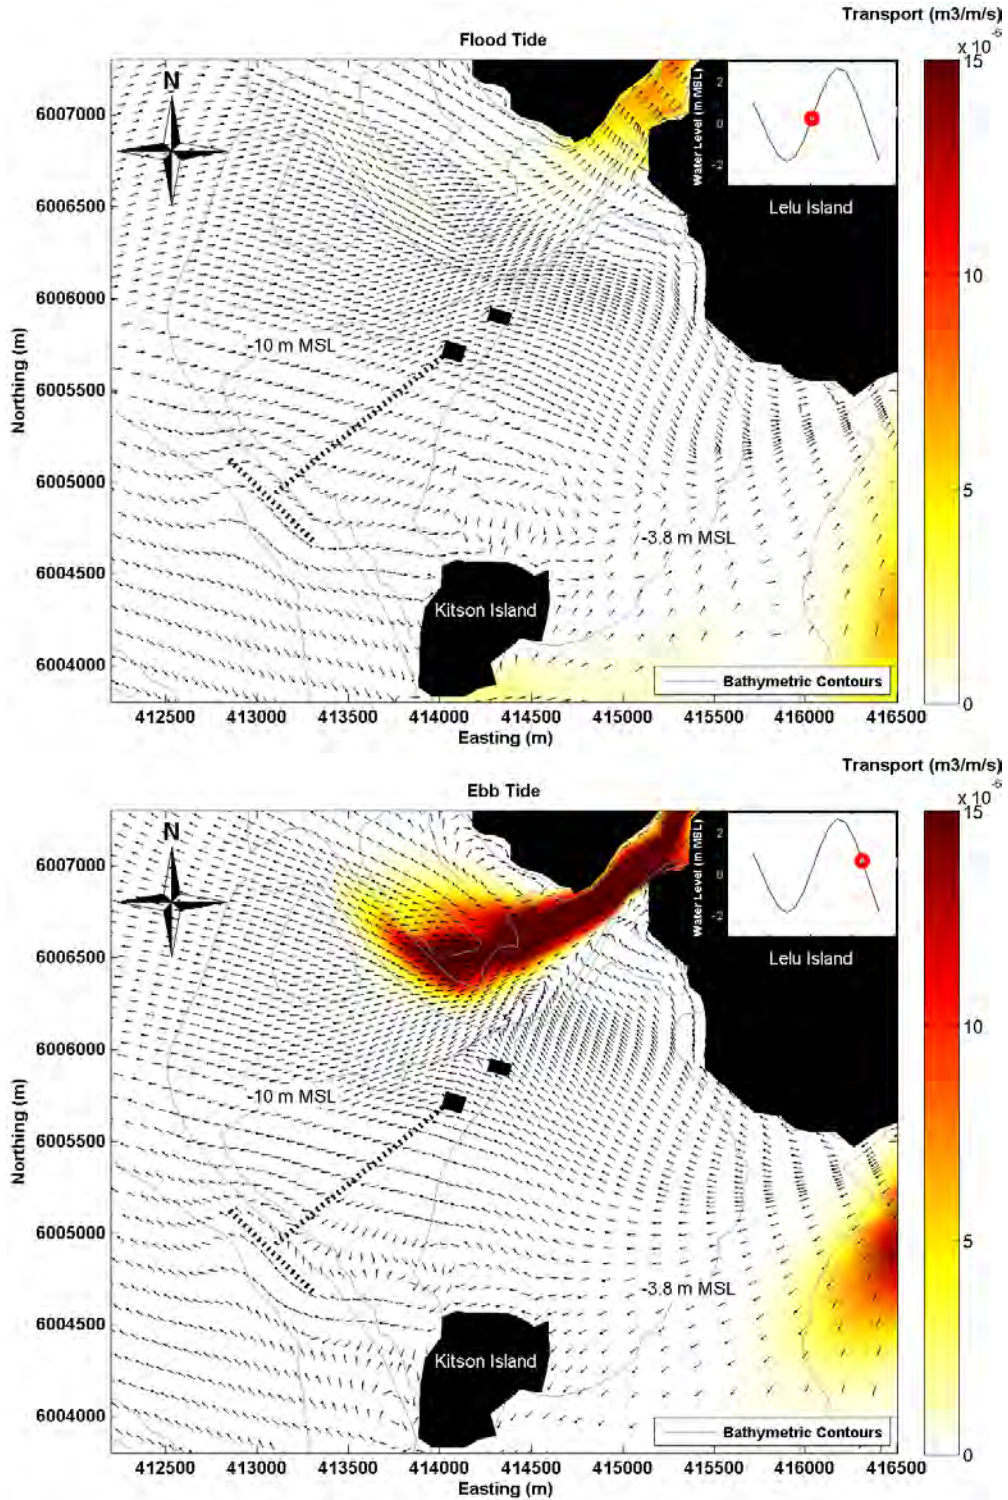 Transport (m3/m/s)
x 10⁻⁶
Flood Tide
N
7000
Water Level (m MSL)
2
0
-2
Lelu Island
15
10
5
0
6007000
6006500
6006000
6005500
6005000
6004500
6004000
Northing (m)
-10 m MSL
-3.8 m MSL
Kitson Island
Bathymetric Contours
412500 413000 413500 414000 414500 415000 415500 416000 416500
Easting (m)
Transport (m3/m/s)
x 10⁻⁶
Ebb Tide
N
Water Level (m MSL)
2
0
-2
Lelu Island
15
10
5
0
6007000
6006500
6006000
6005500
6005000
6004500
6004000
Northing (m)
-10 m MSL
-3.8 m MSL
Kitson Island
Bathymetric Contours
412500 413000 413500 414000 414500 415000 415500 416000 416500
Easting (m)